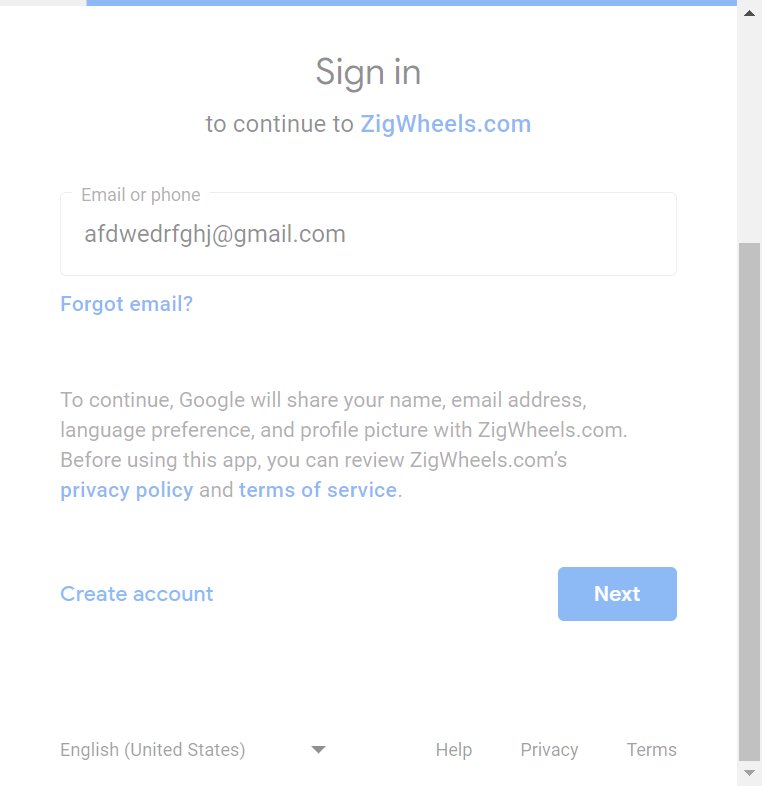 Sign in
to continue to ZigWheels.com
Email or phone
afdwedrfghj@gmail.com
Forgot email?
To continue, Google will share your name, email address,
language preference, and profile picture with ZigWheels.com.
Before using this app, you can review ZigWheels.com’s
privacy policy and terms of service.
Create account
Next
English (United States)
Help
Privacy
Terms